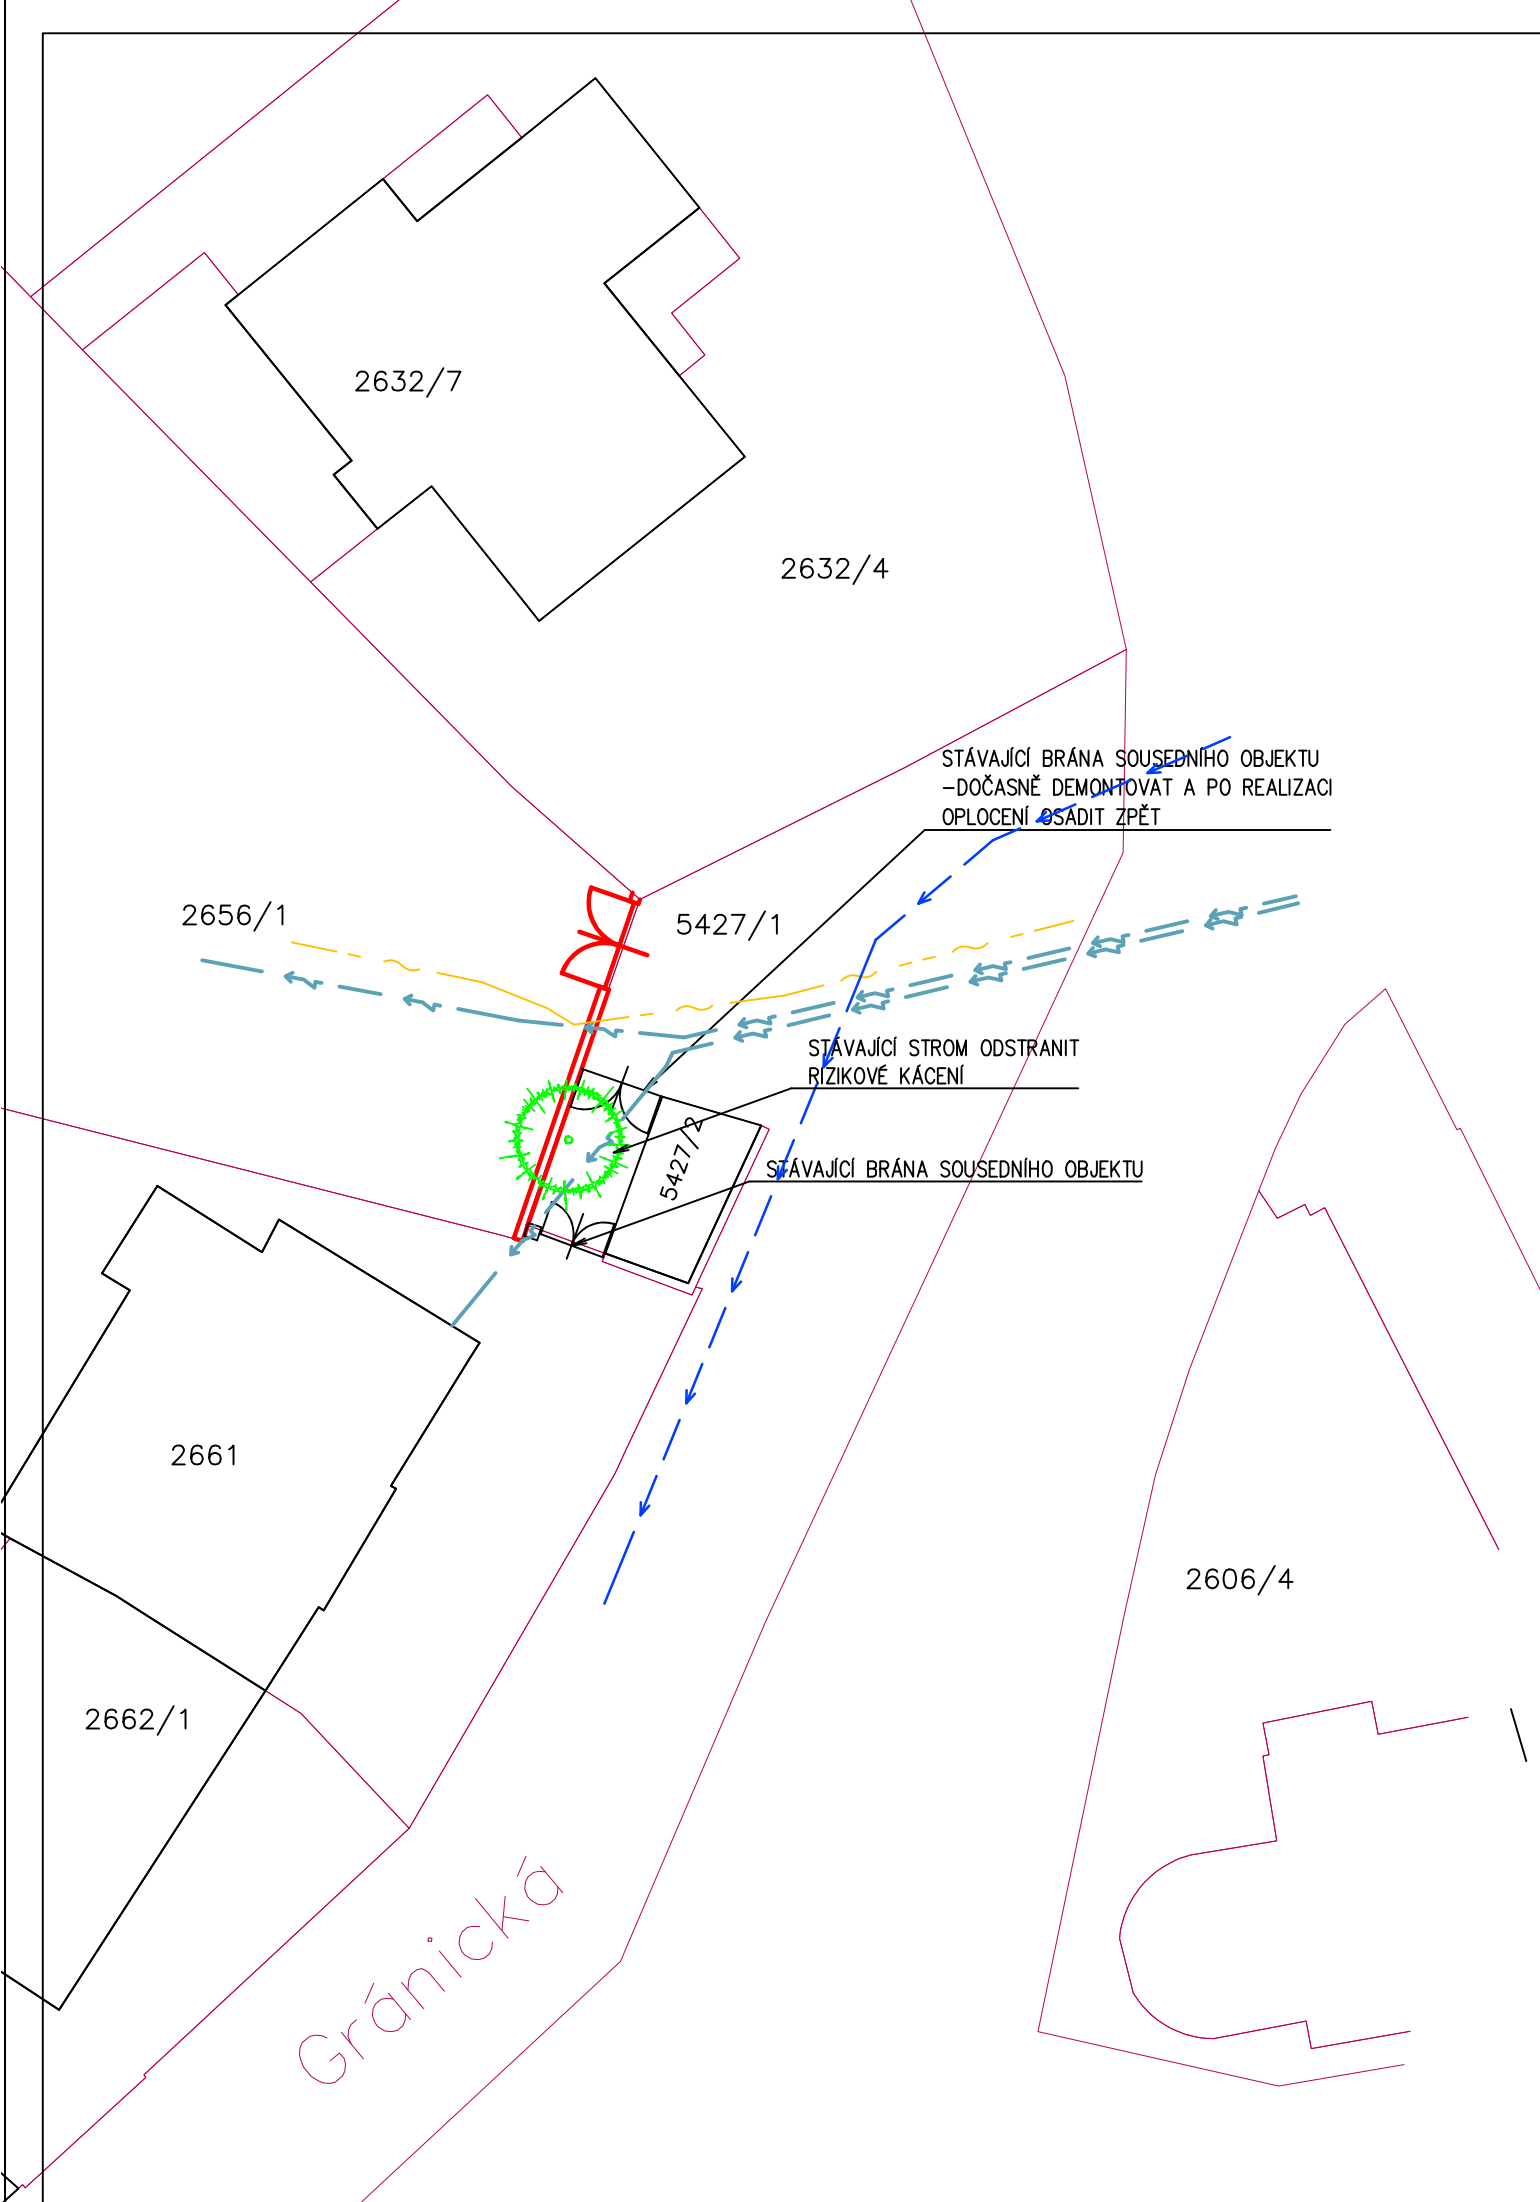 2632/7
2632/4
STÁVAJÍCÍ BRÁNA SOUSEDNÍHO OBJEKTU
-DOČASNĚ DEMONTOVAT A PO REALIZACI
OPLOCENÍ OSADIT ZPĚT
2656/1
5427/1
STÁVAJÍCÍ STROM ODSTRANIT
RIZIKOVÉ KÁCENÍ
5427/2
STÁVAJÍCÍ BRÁNA SOUSEDNÍHO OBJEKTU
2661
2606/4
2662/1
Gránická